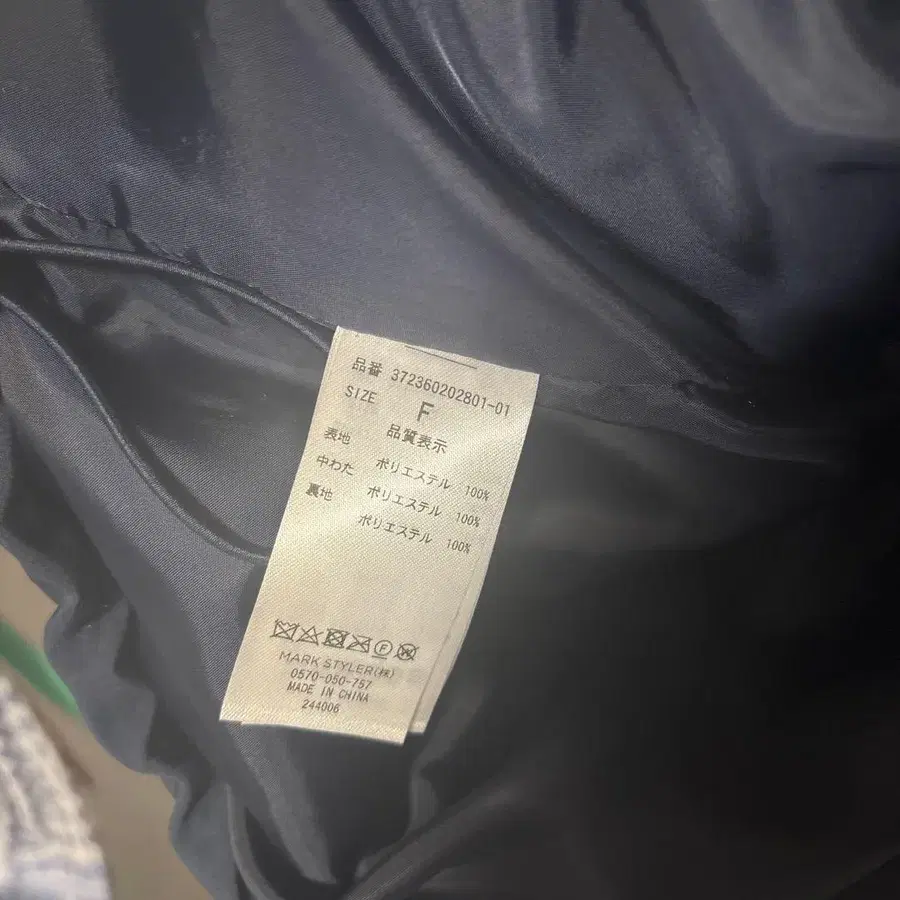 品番 372360202801-01
SIZE F
品質表示
表地 ポリエステル 100%
中わた ポリエステル 100%
裏地 ポリエステル 100%
F W
MARK STYLER(株)
0570-050-757
MADE IN CHINA
244006